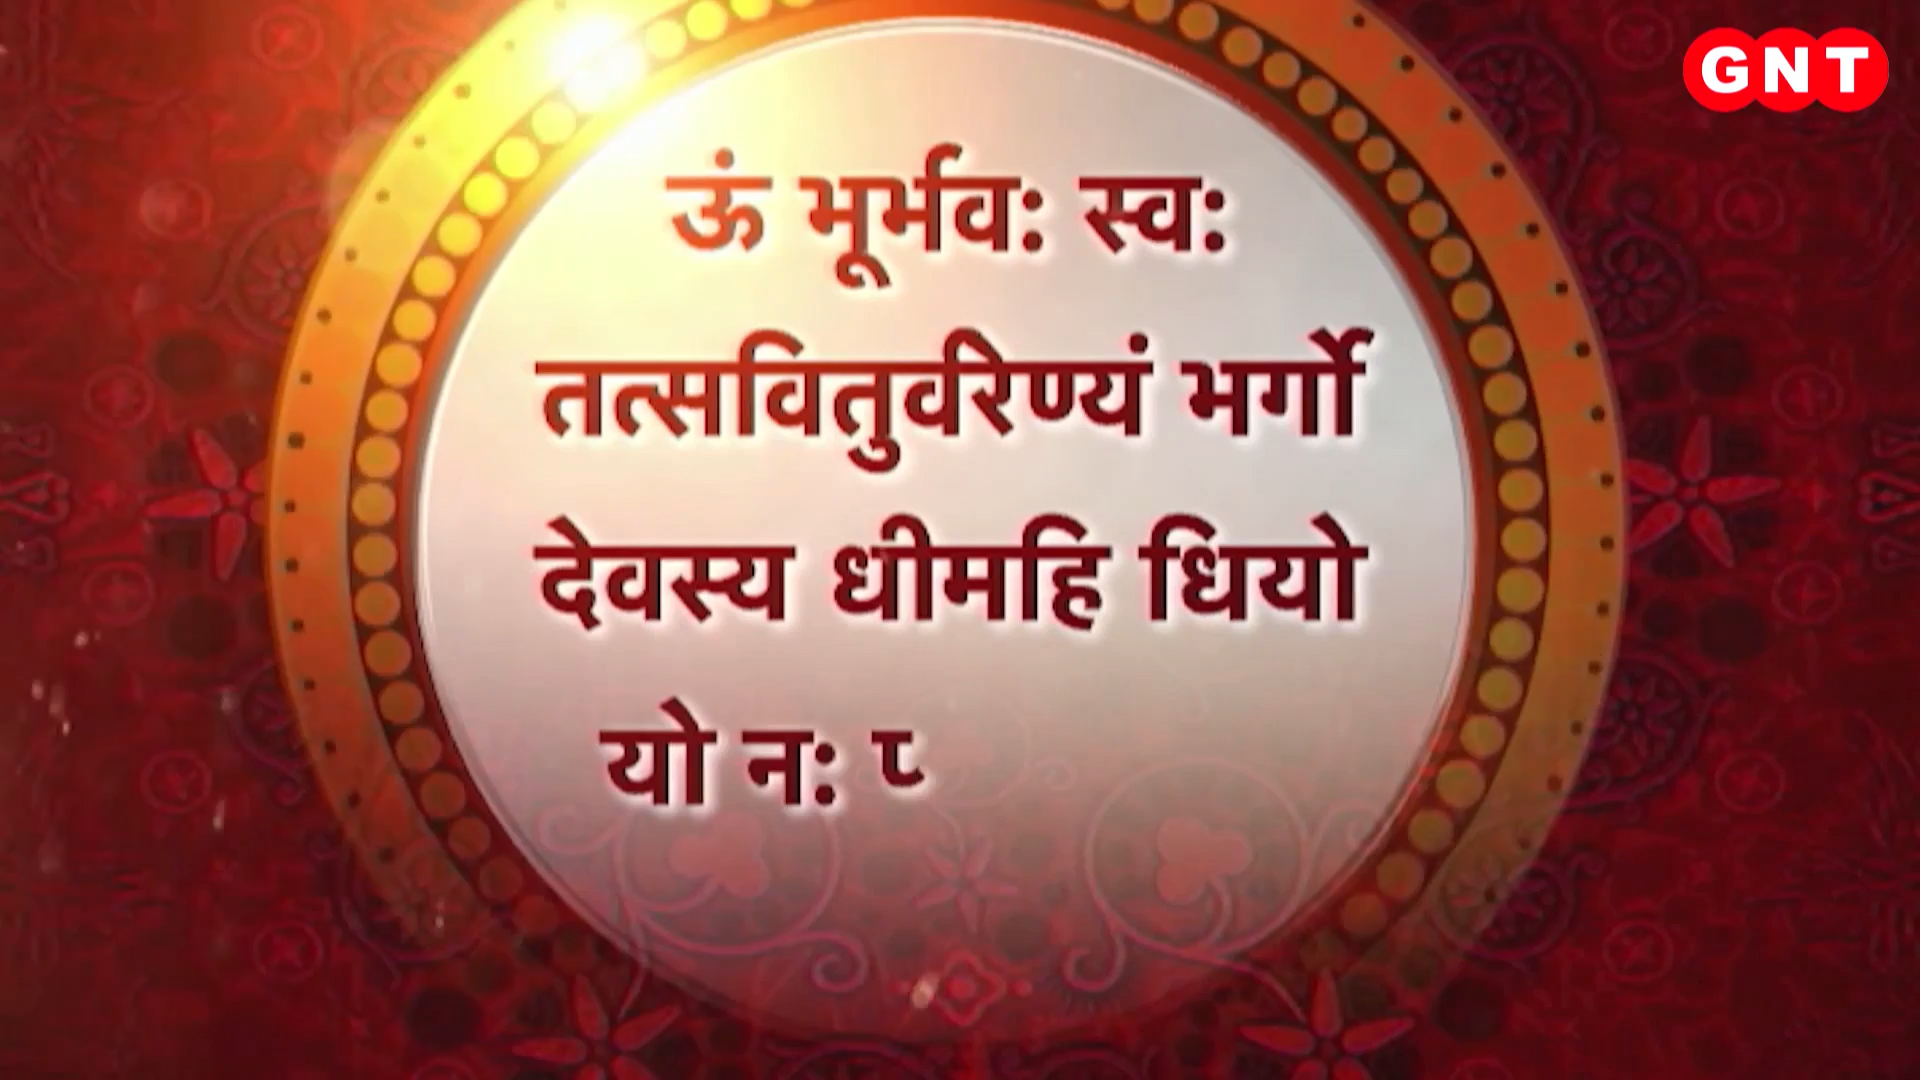 GNT
ऊं भूर्भवः स्वः
तत्सवितुर्वरेण्यं भर्गो
देवस्य धीमहि धियो
यो नः